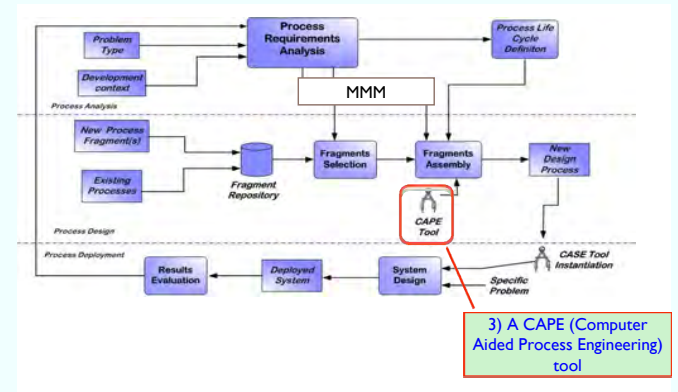 Process
Requirements
Analysis
Process Life
Cycle
Definiton
Problem
Type
Development
context
MMM
Process Analysis
New Process
Fragment(s)
Existing
Processes
Fragment
Repository
Fragments
Selection
Fragments
Assembly
New
Design
Process
CAPE
Tool
Process Design
Process Deployment
Results
Evaluation
Deployed
System
System
Design
CASE Tool
Instantiation
Specific
Problem
3) A CAPE (Computer
Aided Process Engineering)
tool